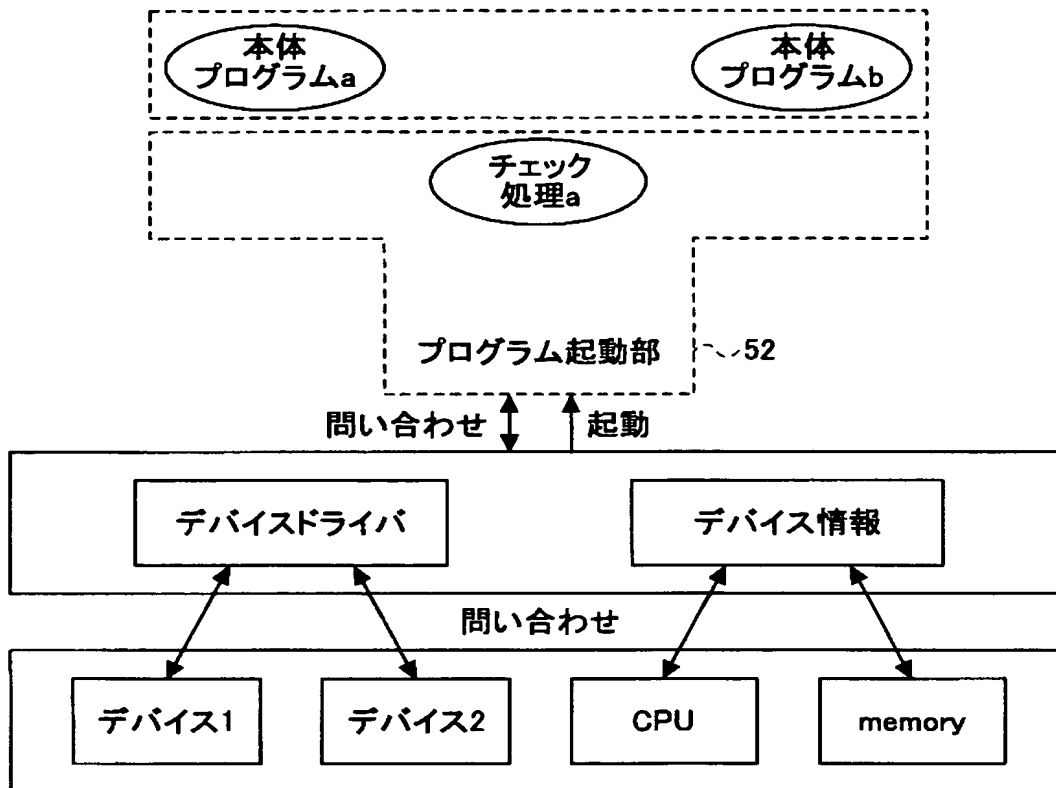 本体
プログラムa
本体
プログラムb
チェック
処理a
プログラム起動部
52
問い合わせ
起動
デバイスドライバ
デバイス情報
問い合わせ
デバイス1
デバイス2
CPU
memory